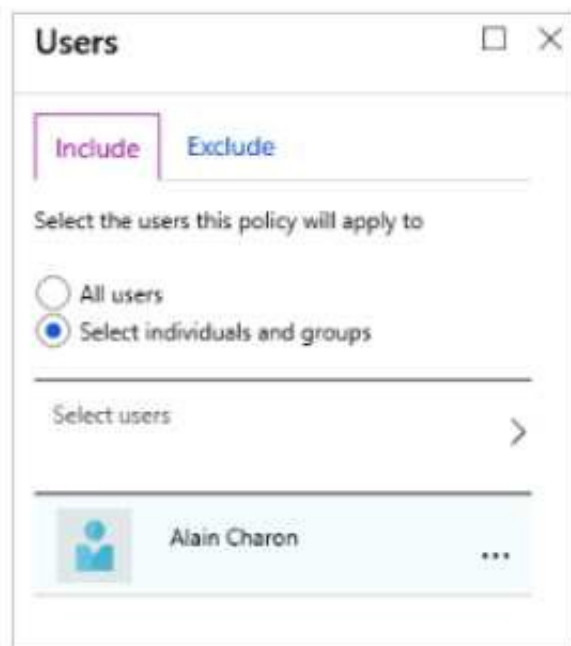 Users
Include Exclude
Select the users this policy will apply to
All users
Select individuals and groups
Select users
Alain Charon
...